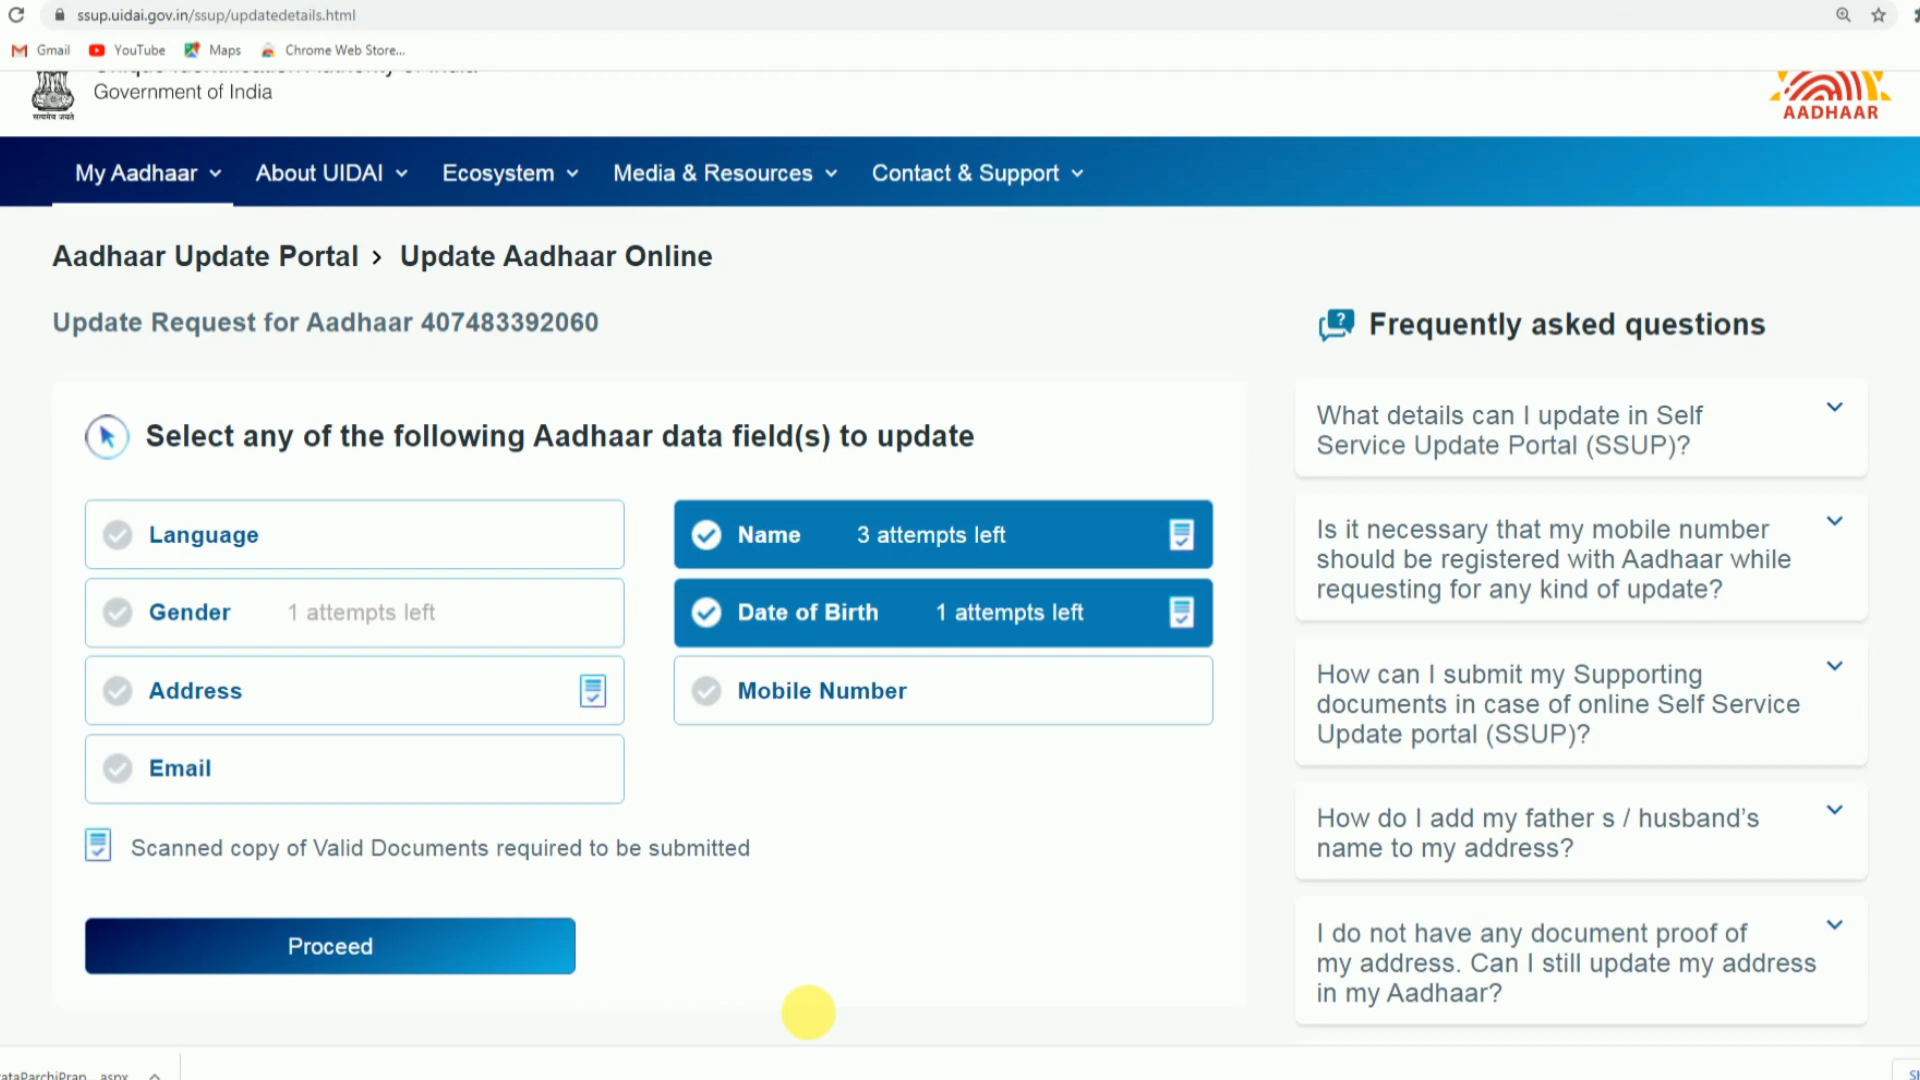 ssup.uidai.gov.in/ssup/updatedetails.html
Gmail YouTube Maps Chrome Web Store...
Government of India
सत्यमेव जयते
AADHAAR
My Aadhaar About UIDAI Ecosystem Media & Resources Contact & Support
Aadhaar Update Portal › Update Aadhaar Online
Update Request for Aadhaar 407483392060
Select any of the following Aadhaar data field(s) to update
Language
Name 3 attempts left
Gender 1 attempts left
Date of Birth 1 attempts left
Address
Mobile Number
Email
Scanned copy of Valid Documents required to be submitted
Proceed
Frequently asked questions
What details can I update in Self
Service Update Portal (SSUP)?
Is it necessary that my mobile number
should be registered with Aadhaar while
requesting for any kind of update?
How can I submit my Supporting
documents in case of online Self Service
Update portal (SSUP)?
How do I add my father s / husband’s
name to my address?
I do not have any document proof of
my address. Can I still update my address
in my Aadhaar?